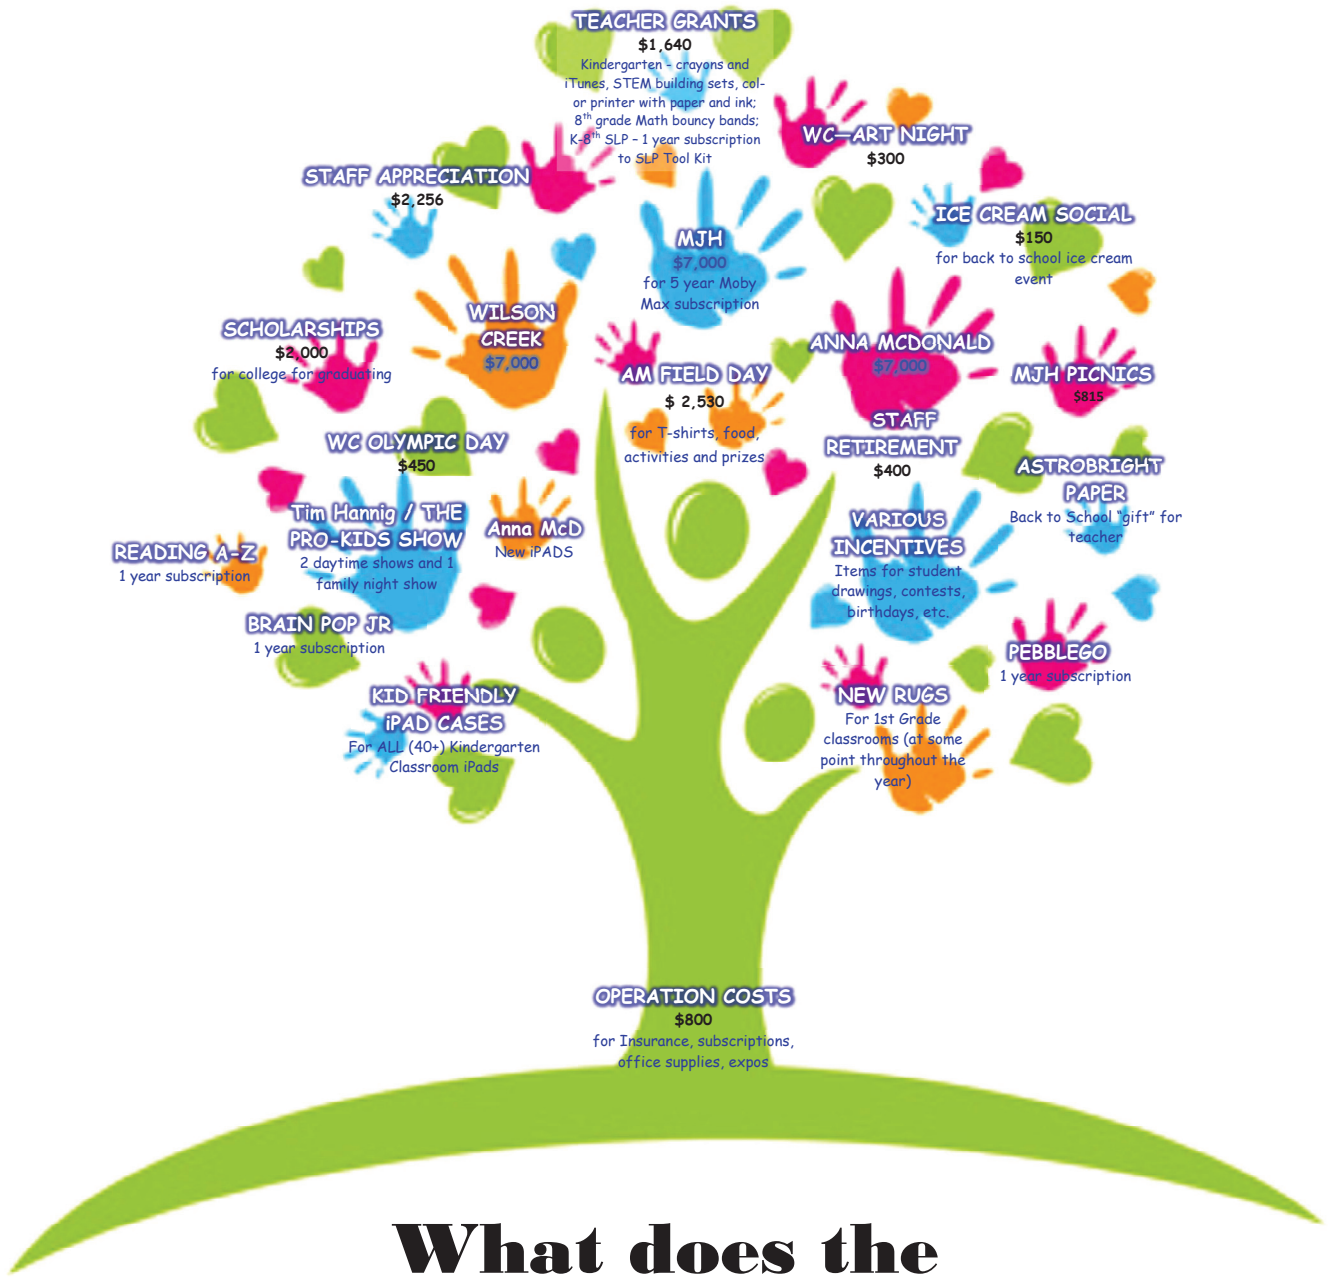 TEACHER GRANTS
$1,640
Kindergarten - crayons and
iTunes, STEM building sets, col-
or printer with paper and ink;
8th grade Math bouncy bands;
K-8th SLP – 1 year subscription
to SLP Tool Kit
WC—ART NIGHT
$300
STAFF APPRECIATION
$2,256
ICE CREAM SOCIAL
$150
for back to school ice cream
event
MJH
$7,000
for 5 year Moby
Max subscription
WILSON
CREEK
$7,000
SCHOLARSHIPS
$2,000
for college for graduating
ANNA MCDONALD
$7,000
AM FIELD DAY
$ 2,530
for T-shirts, food,
activities and prizes
MJH PICNICS
$815
STAFF
RETIREMENT
$400
WC OLYMPIC DAY
$450
ASTROBRIGHT
PAPER
Back to School "gift" for
teacher
Tim Hannig / THE
PRO-KIDS SHOW
2 daytime shows and 1
family night show
Anna McD
New iPADS
VARIOUS
INCENTIVES
Items for student
drawings, contests,
birthdays, etc.
READING A-Z
1 year subscription
BRAIN POP JR
1 year subscription
PEBBLEGO
1 year subscription
KID FRIENDLY
iPAD CASES
For ALL (40+) Kindergarten
Classroom iPads
NEW RUGS
For 1st Grade
classrooms (at some
point throughout the
year)
OPERATION COSTS
$800
for Insurance, subscriptions,
office supplies, expos
What does the